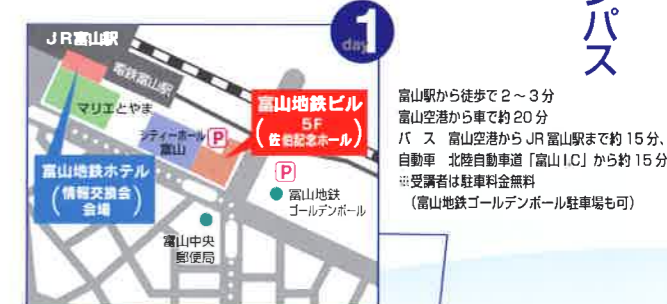 ンパス
1
day
JR富山駅
電鉄富山駅
マリエとやま
シティーホール
富山
P
富山地鉄ビル
5F
(佐伯記念ホール)
富山地鉄ホテル
(情報交換会
会場)
P
富山地鉄
ゴールデンボール
富山中央
郵便局
富山駅から徒歩で2~3分
富山空港から車で約20分
バ ス 富山空港からJR富山駅まで約15分、
自動車 北陸自動車道「富山I.C」から約15分
※受講者は駐車料金無料
(富山地鉄ゴールデンボール駐車場も可)